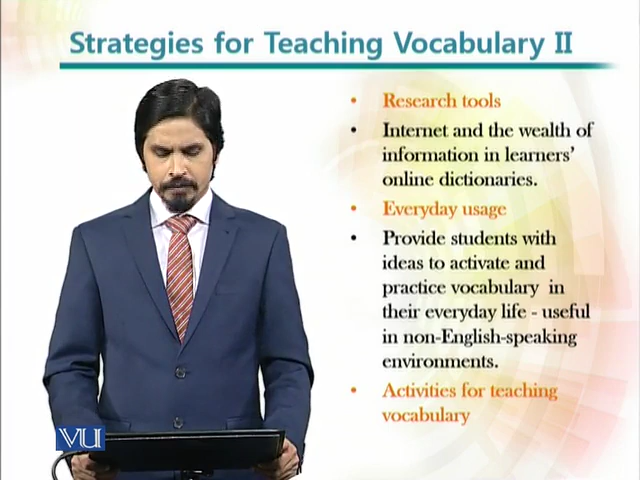 Strategies for Teaching Vocabulary II
• Research tools
• Internet and the wealth of
information in learners'
online dictionaries.
• Everyday usage
• Provide students with
ideas to activate and
practice vocabulary in
their everyday life - useful
in non-English-speaking
environments.
• Activities for teaching
vocabulary
VU